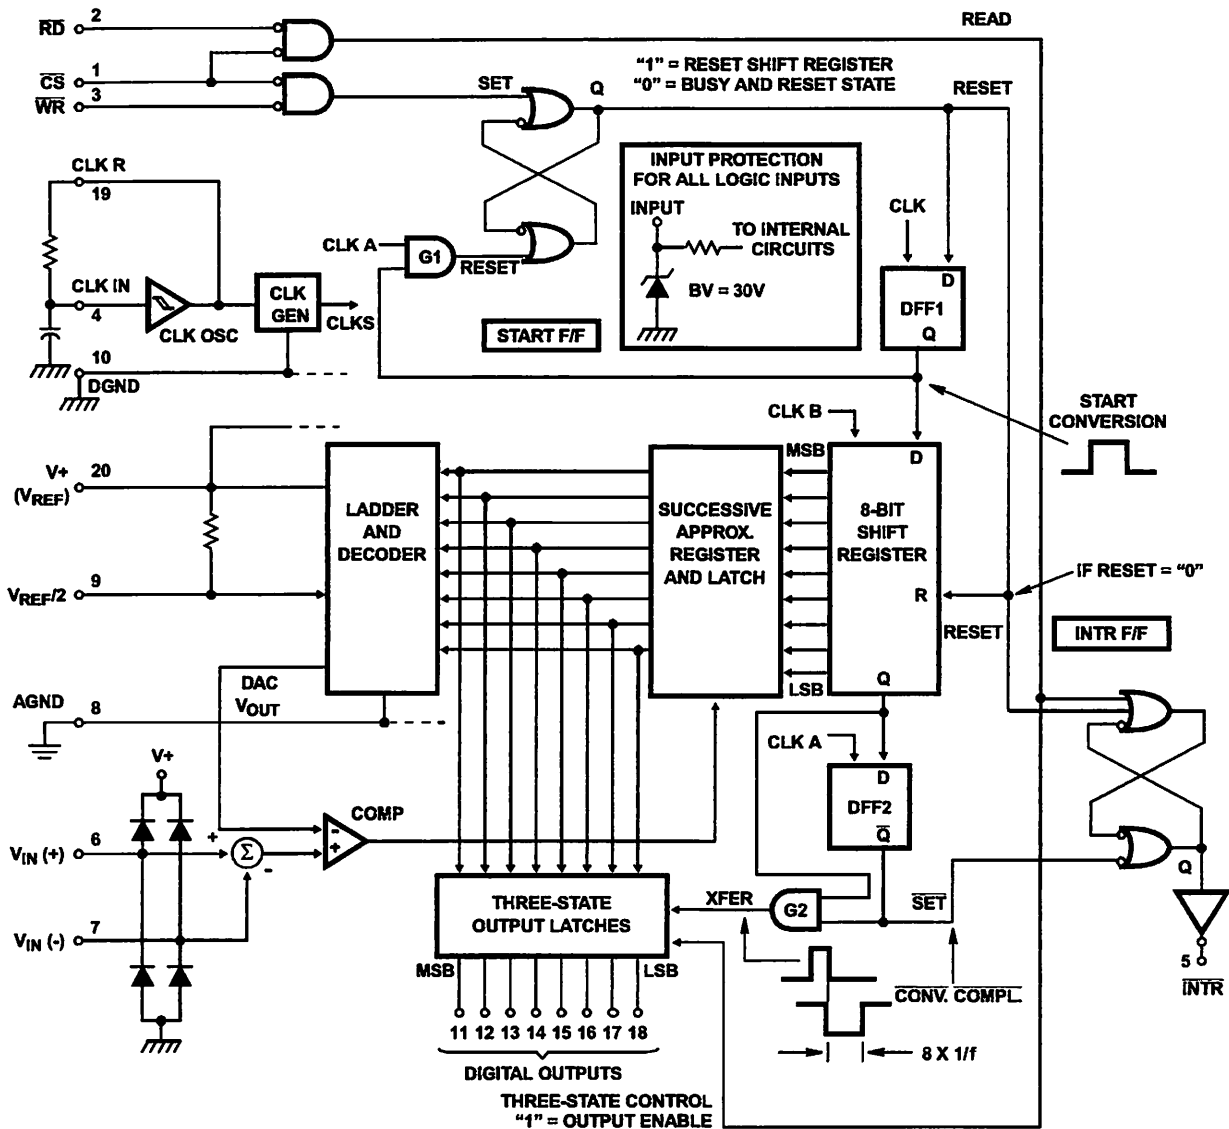 RD
2
CS
1
WR
3
READ
"1" = RESET SHIFT REGISTER
"0" = BUSY AND RESET STATE
SET
Q
RESET
CLK R
19
CLK IN
4
CLK OSC
CLK
GEN
CLKS
10
DGND
CLK A
G1
RESET
START F/F
INPUT PROTECTION
FOR ALL LOGIC INPUTS
INPUT
TO INTERNAL
CIRCUITS
BV = 30V
CLK
D
DFF1
Q
START
CONVERSION
CLK B
V+
(VREF)
20
VREF/2
9
LADDER
AND
DECODER
MSB
SUCCESSIVE
APPROX.
REGISTER
AND LATCH
LSB
D
8-BIT
SHIFT
REGISTER
R
Q
RESET
IF RESET = "0"
INTR F/F
AGND
8
DAC
VOUT
V+
VIN (+)
6
VIN (-)
7
+
Σ
-
-
+
COMP
CLK A
D
DFF2
Q
XFER
G2
SET
CONV. COMPL.
8 X 1/f
Q
5
INTR
THREE-STATE
OUTPUT LATCHES
MSB
LSB
11 12 13 14 15 16 17 18
DIGITAL OUTPUTS
THREE-STATE CONTROL
"1" = OUTPUT ENABLE